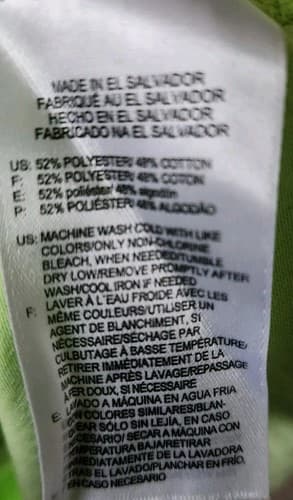 MADE IN EL SALVADOR
FABRIQUÉ AU EL SALVADOR
HECHO EN EL SALVADOR
FABRICADO NA EL SALVADOR
US: 52% POLYESTER/ 48% COTTON
F: 52% POLYESTER/ 48% COTON
E: 52% poliéster/ 48% algodón
P: 52% POLIÉSTER/ 48% ALGODÃO
US: MACHINE WASH COLD WITH LIKE
COLORS/ONLY NON-CHLORINE
BLEACH, WHEN NEEDED/TUMBLE
DRY LOW/REMOVE PROMPTLY AFTER
WASH/COOL IRON IF NEEDED
F: LAVER À L'EAU FROIDE AVEC LES
MÊME COULEURS/UTILISER UN
AGENT DE BLANCHIMENT, SI
NÉCESSAIRE/SÉCHAGE PAR
CULBUTAGE À BASSE TEMPÉRATURE/
RETIRER IMMÉDIATEMENT DE LA
MACHINE APRÈS LAVAGE/REPASSAGE
FER DOUX, SI NÉCESSAIRE
E: LAVADO A MÁQUINA EN AGUA FRIA
CON COLORES SIMILARES/BLAN-
QUEAR SÓLO SIN LEJÍA, EN CASO
NECESARIO/ SECAR A MÁQUINA CON
TEMPERATURA BAJA/RETIRAR
INMEDIATAMENTE DE LA LAVADORA
TRAS EL LAVADO/PLANCHAR EN FRÍO,
EN CASO NECESARIO